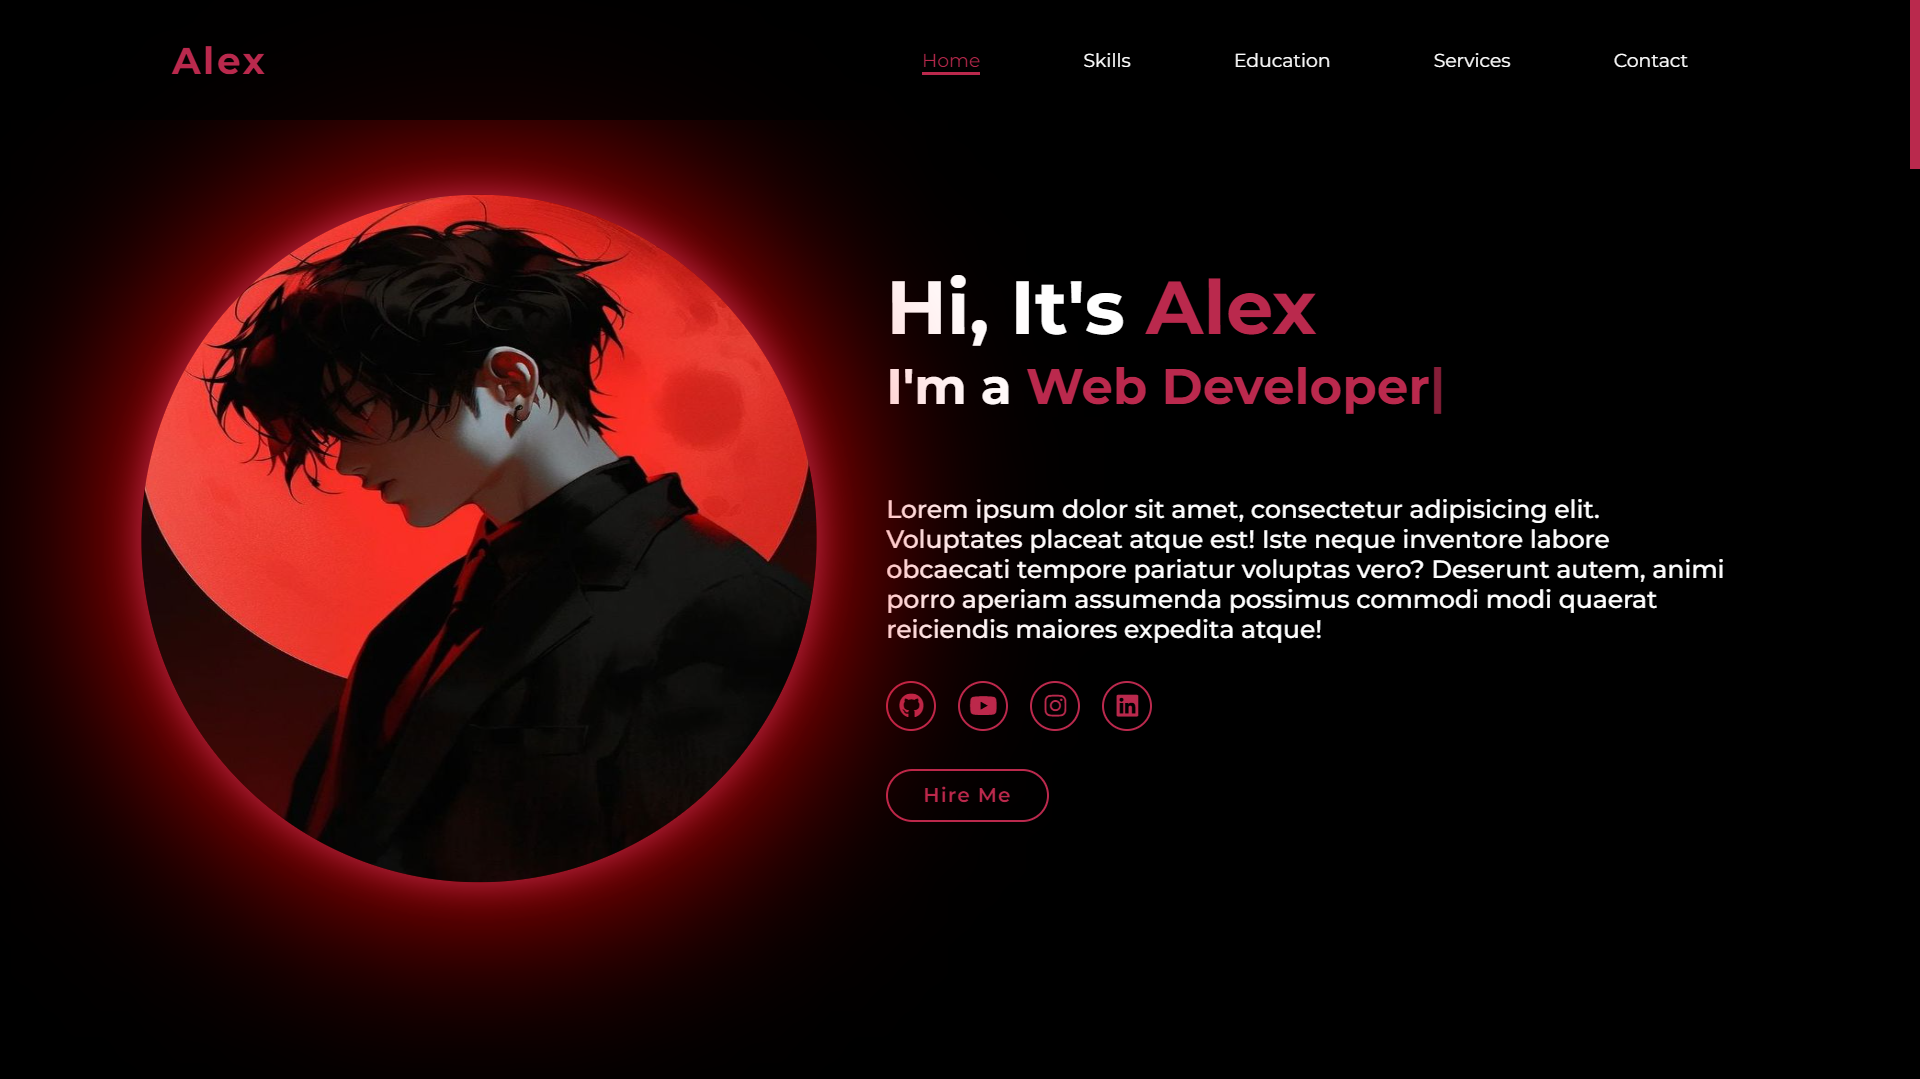 Alex
Home Skills Education Services Contact
Hi, It's Alex
I'm a Web Developer|
Lorem ipsum dolor sit amet, consectetur adipisicing elit.
Voluptates placeat atque est! Iste neque inventore labore
obcaecati tempore pariatur voluptas vero? Deserunt autem, animi
porro aperiam assumenda possimus commodi modi quaerat
reiciendis maiores expedita atque!
Hire Me